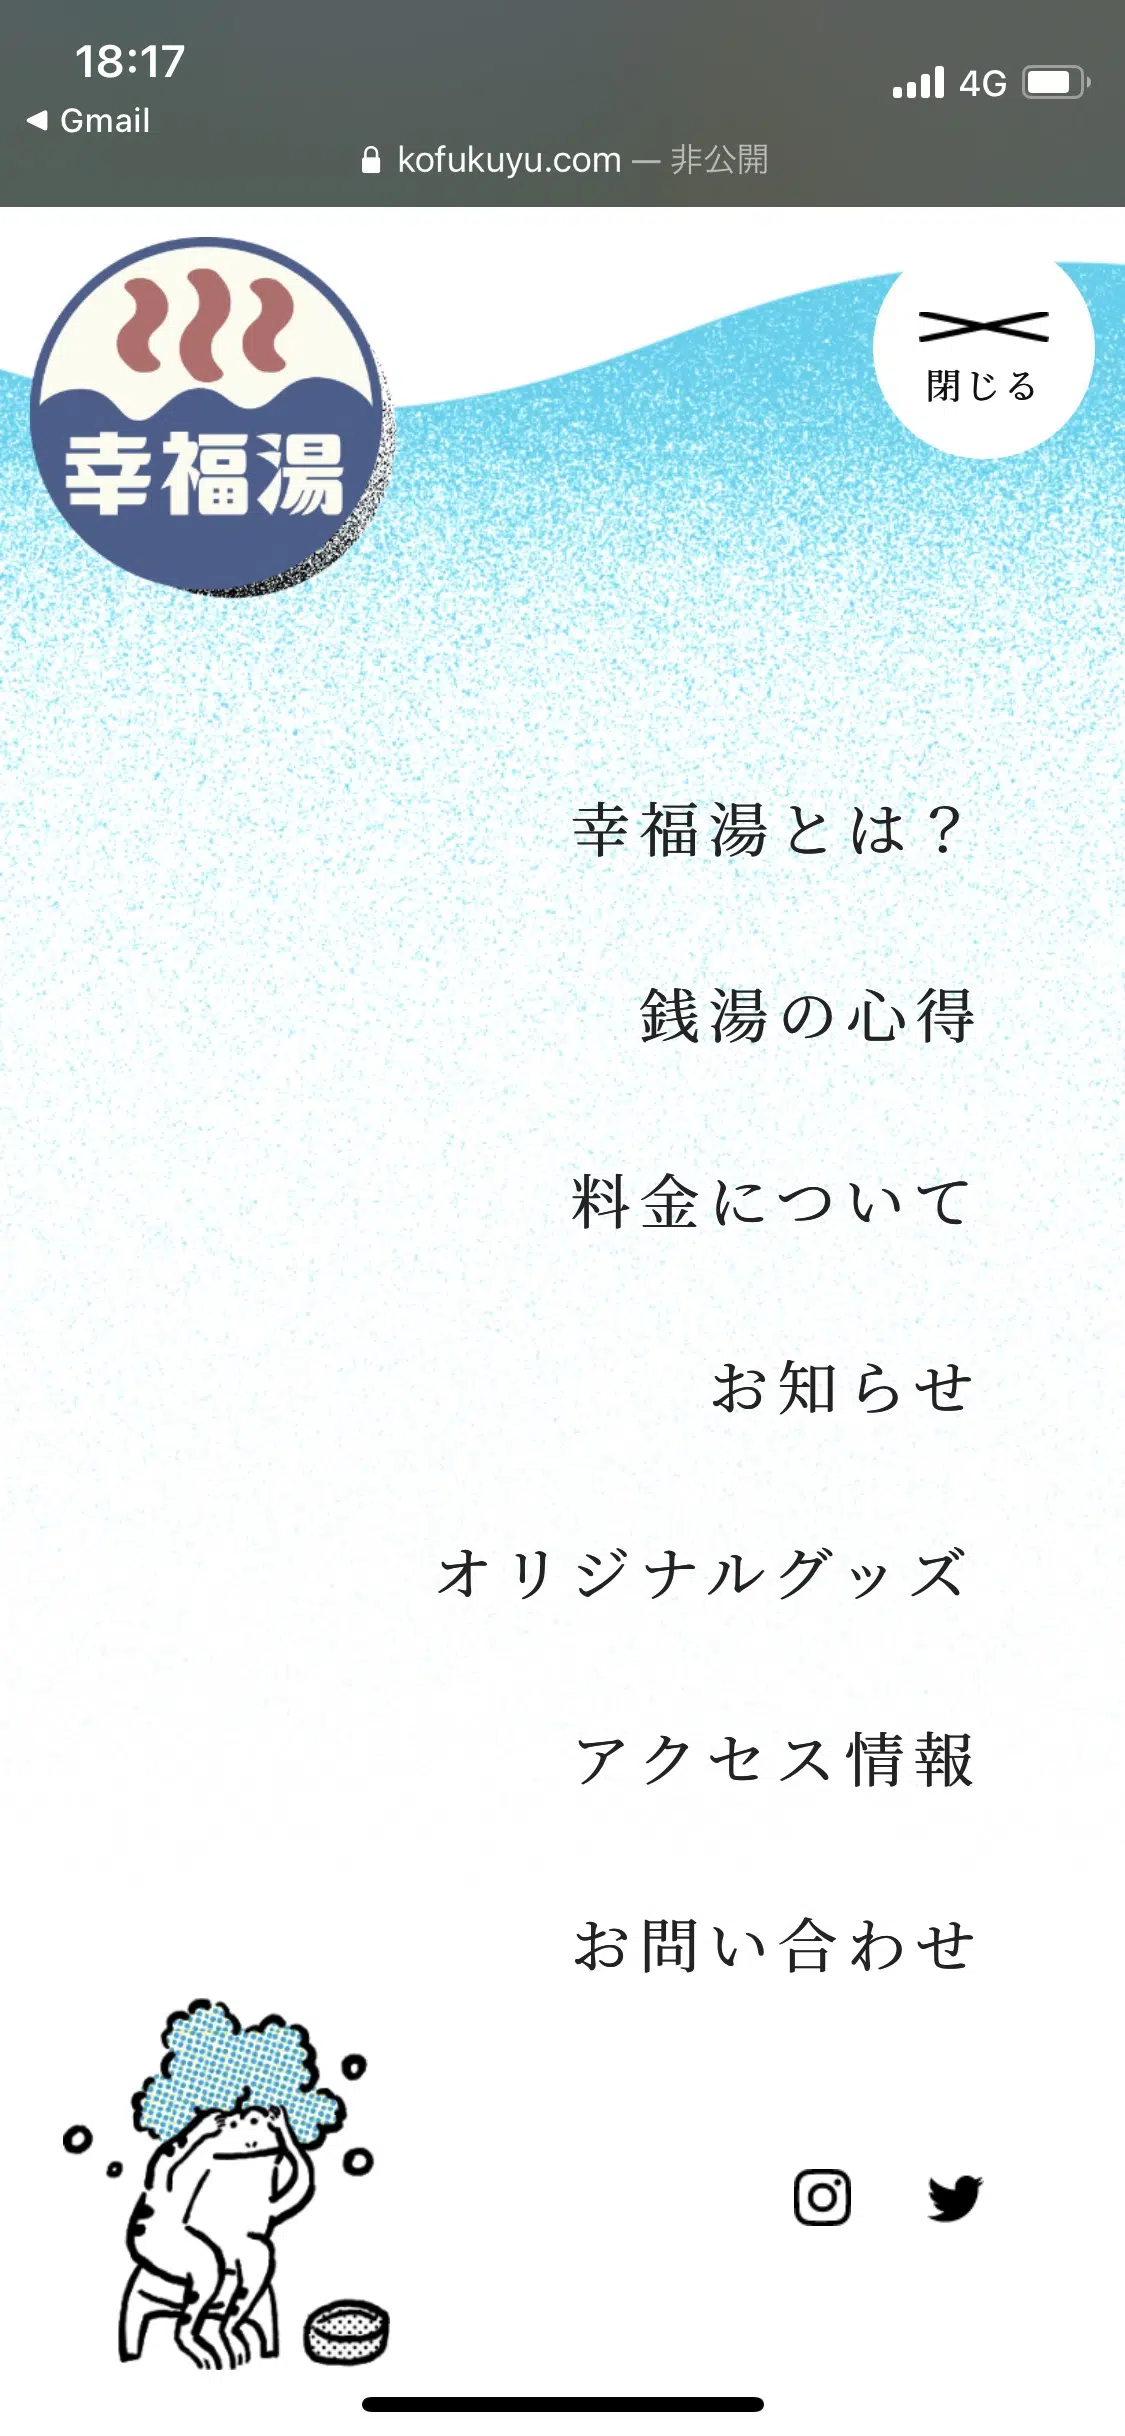 18:17
4G
◀ Gmail
kofukuyu.com — 非公開
幸福湯
閉じる
幸福湯とは？
銭湯の心得
料金について
お知らせ
オリジナルグッズ
アクセス情報
お問い合わせ